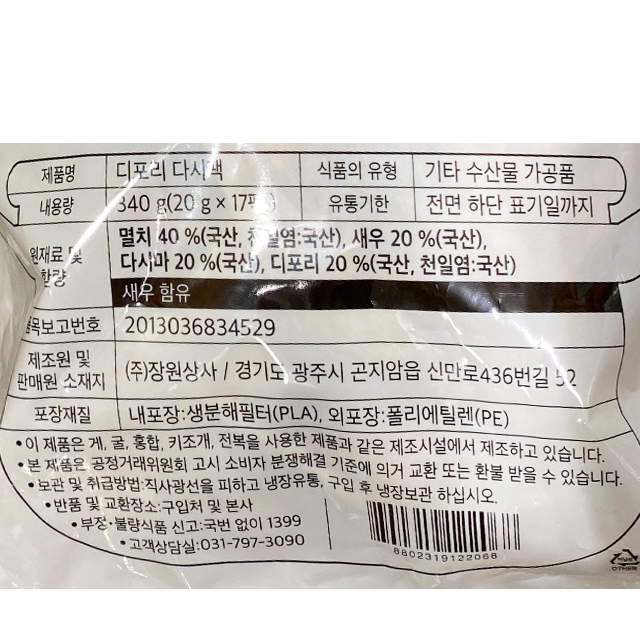 제품명 디포리 다시팩 식품의 유형 기타 수산물 가공품
내용량 340 g(20 g × 17팩) 유통기한 전면 하단 표기일까지
원재료 및 함량
멸치 40 %(국산, 천일염:국산), 새우 20 %(국산),
다시마 20 %(국산), 디포리 20 %(국산, 천일염:국산)
새우 함유
품목보고번호 2013036834529
제조원 및 판매원 소재지 (주)장원상사 / 경기도 광주시 곤지암읍 신만로436번길 52
포장재질 내포장:생분해필터(PLA), 외포장:폴리에틸렌(PE)
• 이 제품은 게, 굴, 홍합, 키조개, 전복을 사용한 제품과 같은 제조시설에서 제조하고 있습니다.
• 본 제품은 공정거래위원회 고시 소비자 분쟁해결 기준에 의거 교환 또는 환불 받을 수 있습니다.
• 보관 및 취급방법:직사광선을 피하고 냉장유통, 구입 후 냉장보관 하십시오.
• 반품 및 교환장소:구입처 및 본사
• 부정·불량식품 신고:국번 없이 1399
• 고객상담실:031-797-3090
8802319122068
OTHER